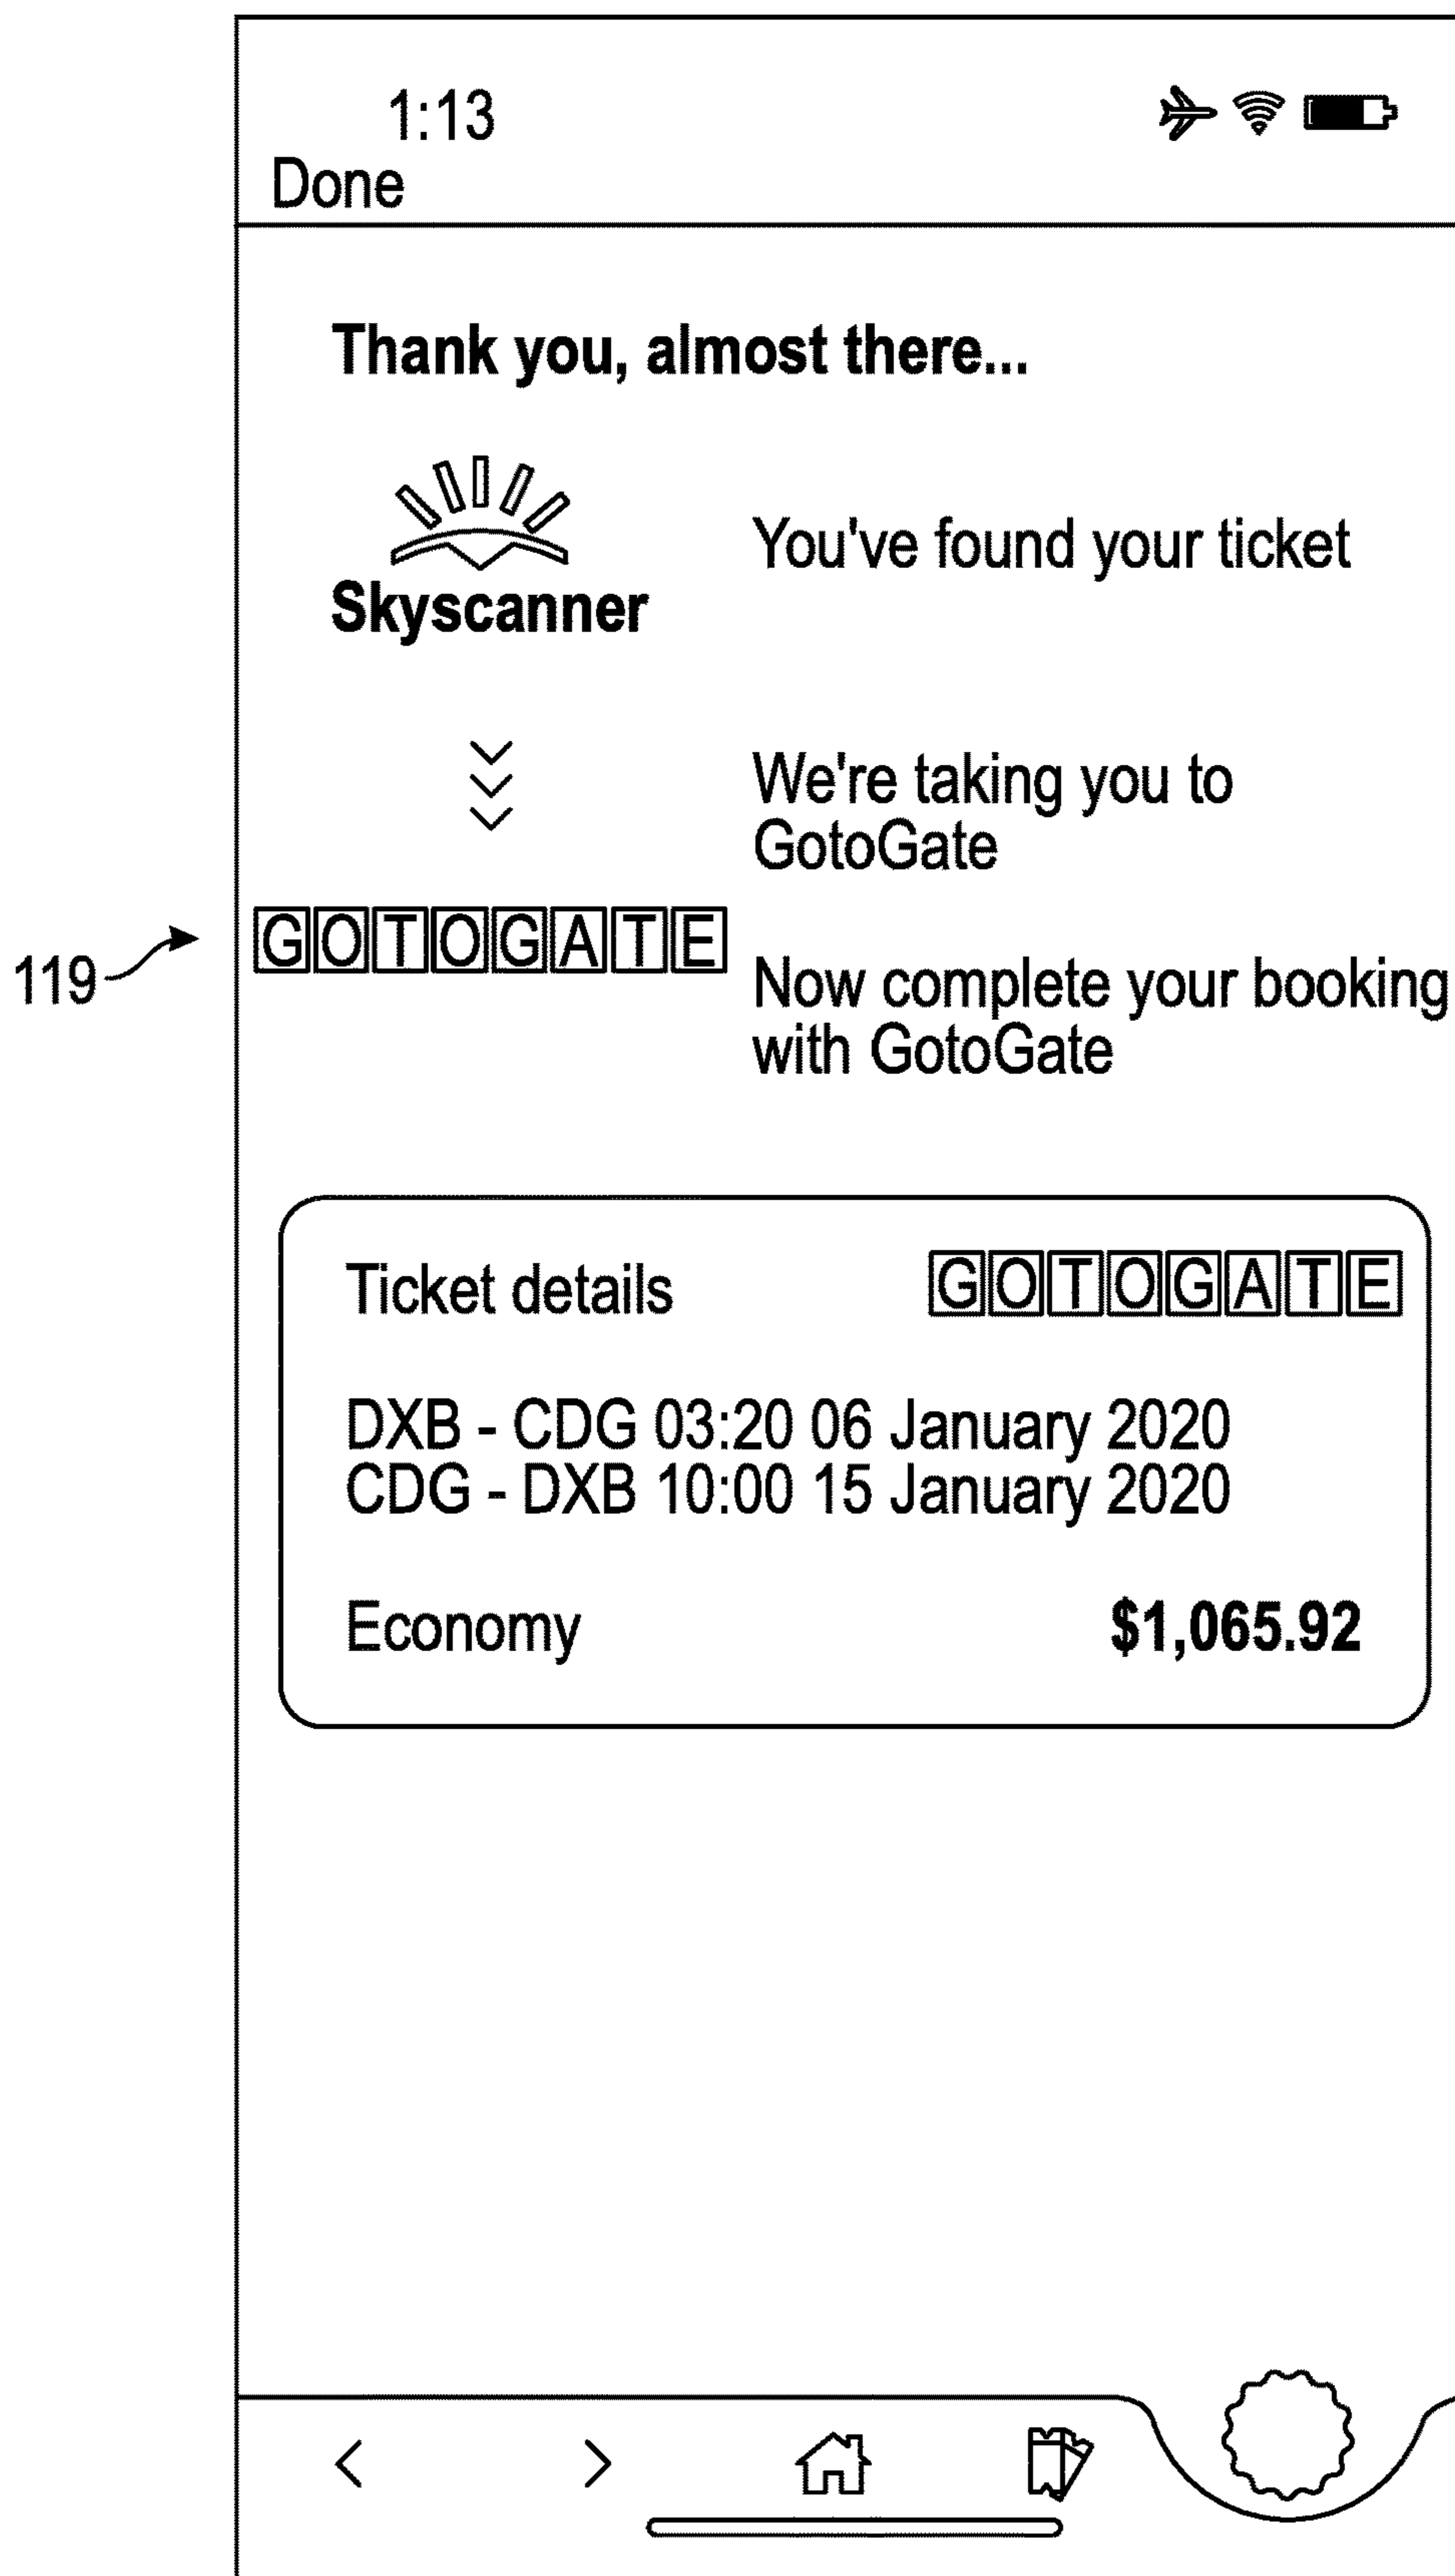 1:13
Done
Thank you, almost there...
Skyscanner
You've found your ticket
We're taking you to
GotoGate
GOTOGATE
119
Now complete your booking
with GotoGate
Ticket details GOTOGATE
DXB - CDG 03:20 06 January 2020
CDG - DXB 10:00 15 January 2020
Economy $1,065.92